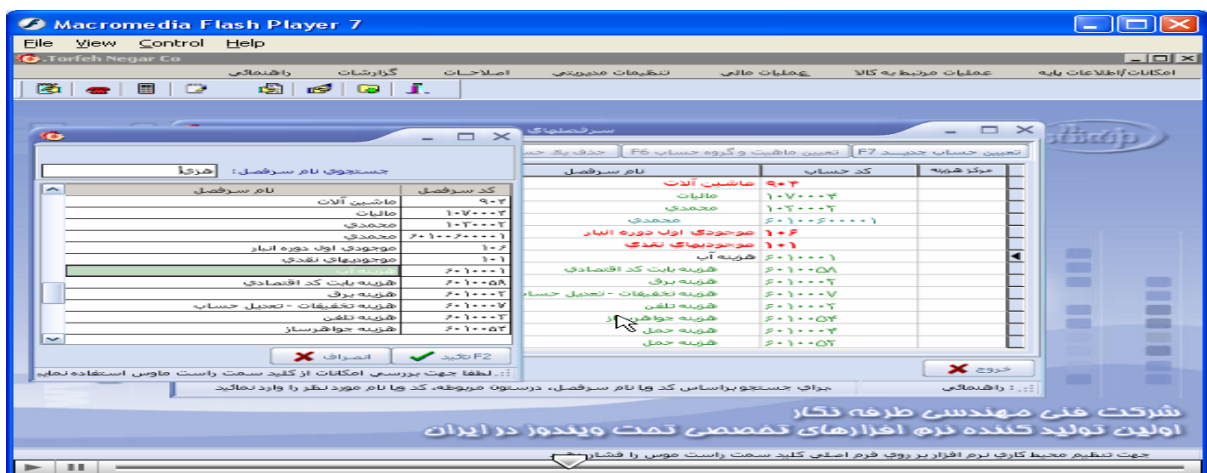 Macromedia Flash Player 7
File View Control Help
Torfeh Negar Co
امکانات/اطلاعات پایه عملیات مرتبط به کالا عملیات مالی تنظیمات مدیریتی اصلاحات گزارشات راهنمائی
سرفصلهای
تعیین حساب جدید F7 تعیین ماهیت و گروه حساب F6 حذف یک
مرکز هزینه کد حساب نام سرفصل
۹۰۴ ماشین آلات
۱۰۷۰۰۰۴ مالیات
۱۰۲۰۰۰۲ محمدی
۶۰۱۰۰۶۰۰۰۰۱ محمدی
۱۰۶ موجودی اول دوره انبار
۱۰۱ موجودیهای نقدی
۶۰۱۰۰۰۱ هزینه آب
۶۰۱۰۰۵۸ هزینه بابت کد اقتصادی
۶۰۱۰۰۰۲ هزینه برق
۶۰۱۰۰۰۷ هزینه تخفیفات - تعدیل حساب
۶۰۱۰۰۰۳ هزینه تلفن
۶۰۱۰۰۵۴ هزینه جواهرساز
۶۰۱۰۰۰۴ هزینه حمل
۶۰۱۰۰۵۲ هزینه حمل
خروج
جستجوی نام سرفصل:
کد سرفصل نام سرفصل
۹۰۴ ماشین آلات
۱۰۷۰۰۰۴ مالیات
۱۰۲۰۰۰۲ محمدی
۶۰۱۰۰۶۰۰۰۰۱ محمدی
۱۰۶ موجودی اول دوره انبار
۱۰۱ موجودیهای نقدی
۶۰۱۰۰۰۱ هزینه آب
۶۰۱۰۰۵۸ هزینه بابت کد اقتصادی
۶۰۱۰۰۰۲ هزینه برق
۶۰۱۰۰۰۷ هزینه تخفیفات - تعدیل حساب
۶۰۱۰۰۰۳ هزینه تلفن
۶۰۱۰۰۵۴ هزینه جواهرساز
F2 تائید انصراف
لطفا جهت بررسی امکانات از کلید سمت راست ماوس استفاده
راهنمائی: برای جستجو براساس کد ویا نام سرفصل، درستون مربوطه، کد ویا نام مورد نظر را وارد نمائید
شرکت فنی مهندسی طرفه نگار
اولین تولید کننده نرم افزارهای تخصصی تحت ویندوز در ایران
جهت تنظیم محیط کاری نرم افزار بر روی فرم اصلی کلید سمت راست موس را فشار